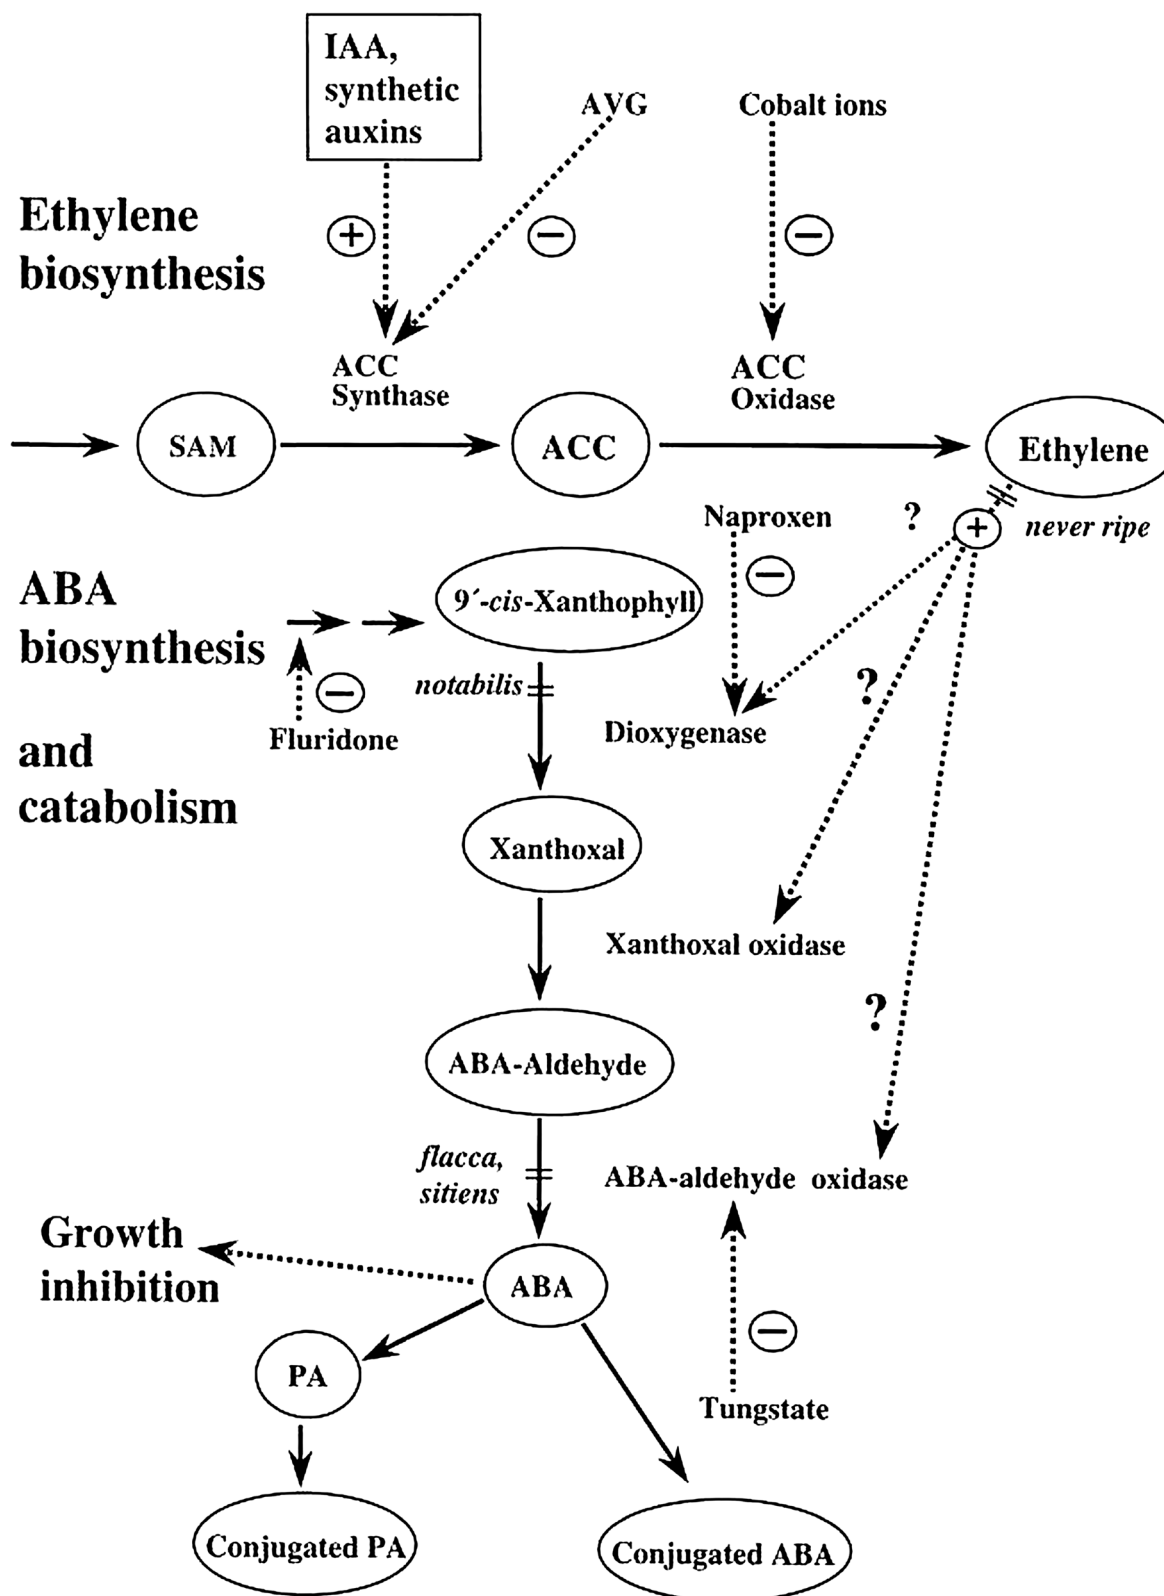 IAA,
synthetic
auxins
AVG
Cobalt ions
Ethylene
biosynthesis
+
−
−
ACC
Synthase
ACC
Oxidase
SAM
ACC
Ethylene
Naproxen
?
+
never ripe
−
ABA
biosynthesis
9´-cis-Xanthophyll
notabilis
−
?
Fluridone
Dioxygenase
and
catabolism
Xanthoxal
Xanthoxal oxidase
?
ABA-Aldehyde
flacca,
sitiens
ABA-aldehyde oxidase
Growth
inhibition
ABA
−
PA
Tungstate
Conjugated PA
Conjugated ABA